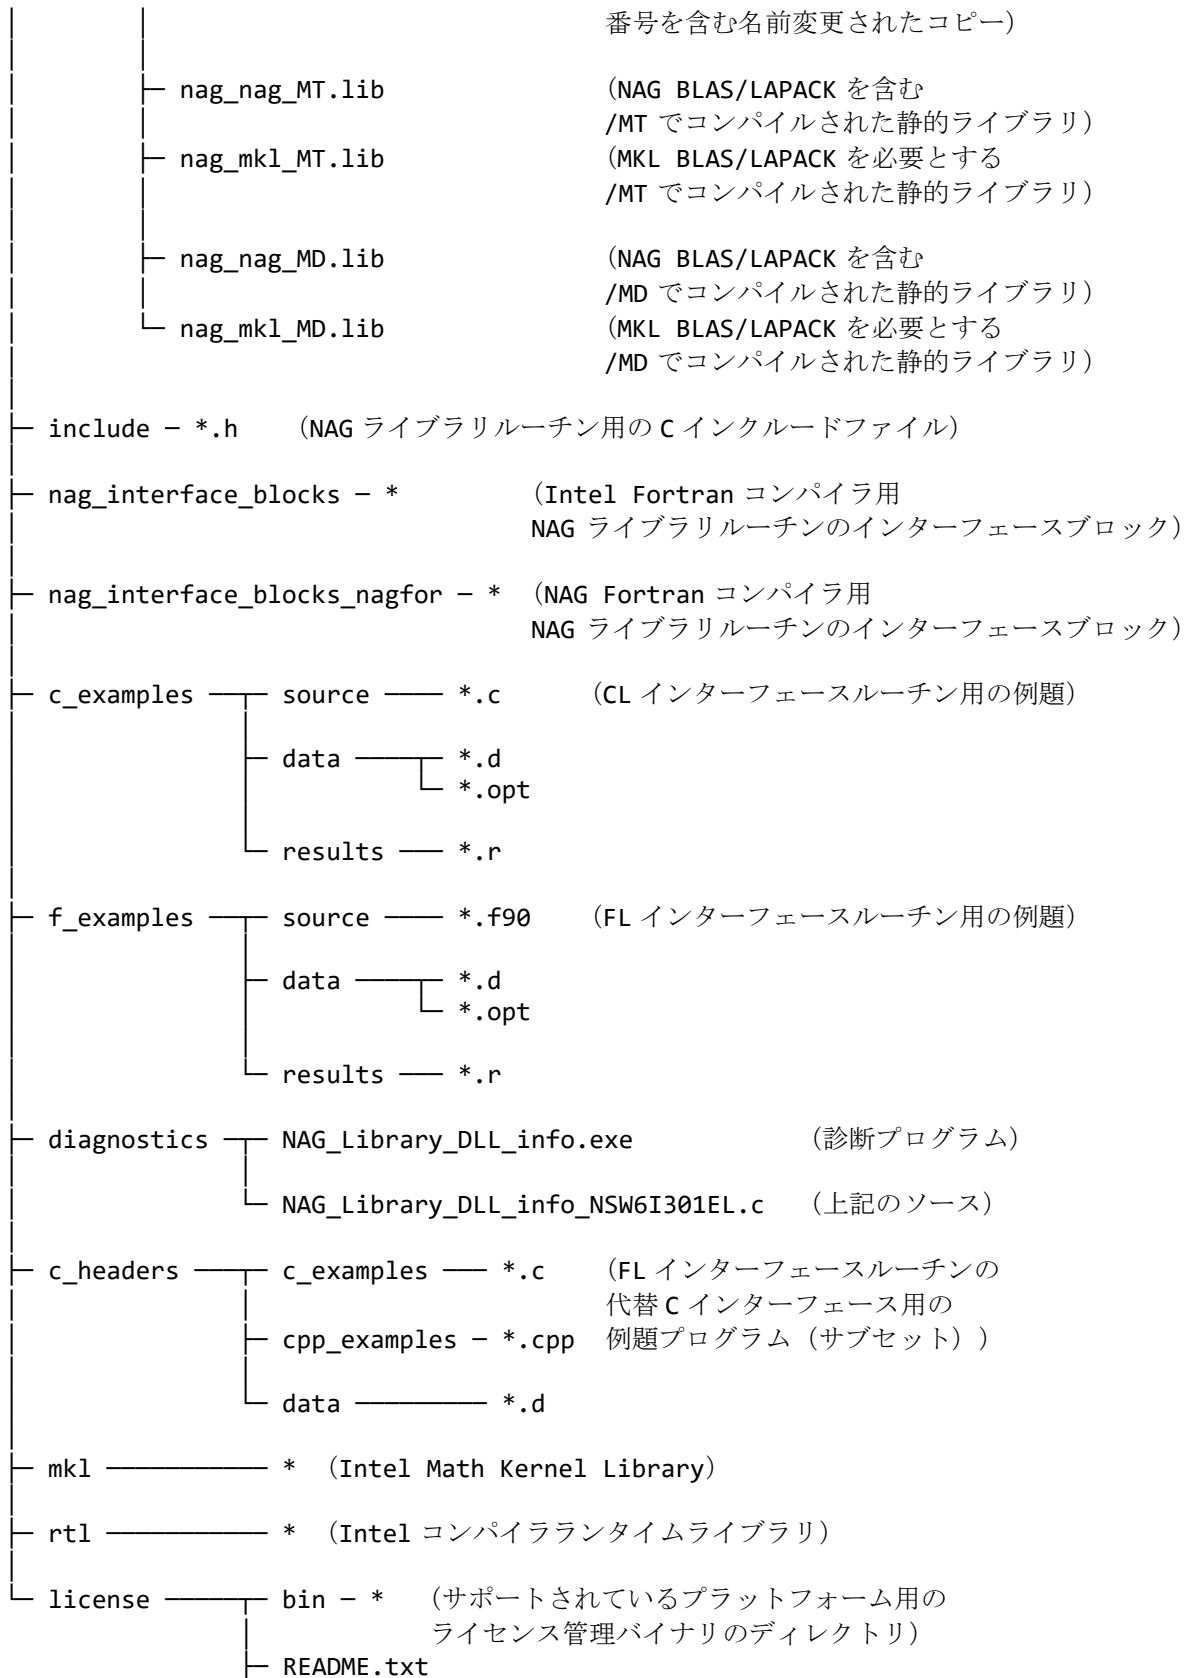 番号を含む名前変更されたコピー）
nag_nag_MT.lib （NAG BLAS/LAPACK を含む
/MT でコンパイルされた静的ライブラリ）
nag_mkl_MT.lib （MKL BLAS/LAPACK を必要とする
/MT でコンパイルされた静的ライブラリ）
nag_nag_MD.lib （NAG BLAS/LAPACK を含む
/MD でコンパイルされた静的ライブラリ）
nag_mkl_MD.lib （MKL BLAS/LAPACK を必要とする
/MD でコンパイルされた静的ライブラリ）
include ─ *.h （NAG ライブラリルーチン用の C インクルードファイル）
nag_interface_blocks ─ * （Intel Fortran コンパイラ用
NAG ライブラリルーチンのインターフェースブロック）
nag_interface_blocks_nagfor ─ * （NAG Fortran コンパイラ用
NAG ライブラリルーチンのインターフェースブロック）
c_examples ─┬─ source ─── *.c （CL インターフェースルーチン用の例題）
├─ data ───┬─ *.d
└─ *.opt
└─ results ── *.r
f_examples ─┬─ source ─── *.f90 （FL インターフェースルーチン用の例題）
├─ data ───┬─ *.d
└─ *.opt
└─ results ── *.r
diagnostics ─┬─ NAG_Library_DLL_info.exe （診断プログラム）
└─ NAG_Library_DLL_info_NSW6I301EL.c （上記のソース）
c_headers ──┬─ c_examples ── *.c （FL インターフェースルーチンの
代替 C インターフェース用の
├─ cpp_examples ─ *.cpp 例題プログラム（サブセット））
└─ data ──────── *.d
mkl ────────── * （Intel Math Kernel Library）
rtl ────────── * （Intel コンパイラランタイムライブラリ）
license ────┬─ bin ─ * （サポートされているプラットフォーム用の
ライセンス管理バイナリのディレクトリ）
├─ README.txt